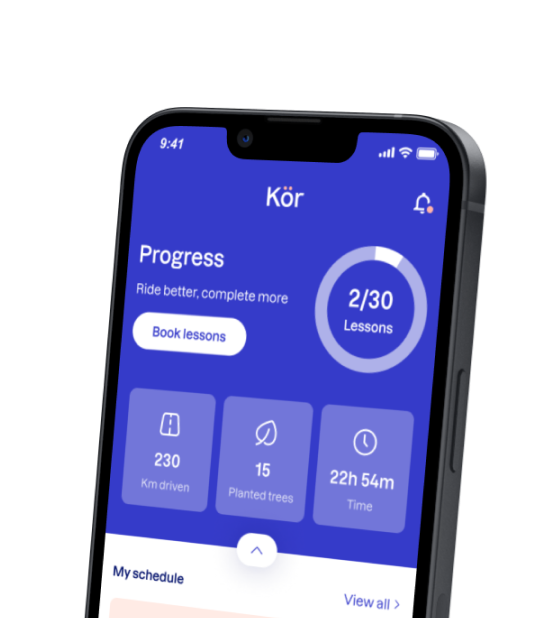 9:41
Kör
Progress
Ride better, complete more
Book lessons
2/30
Lessons
230
Km driven
15
Planted trees
22h 54m
Time
My schedule
View all